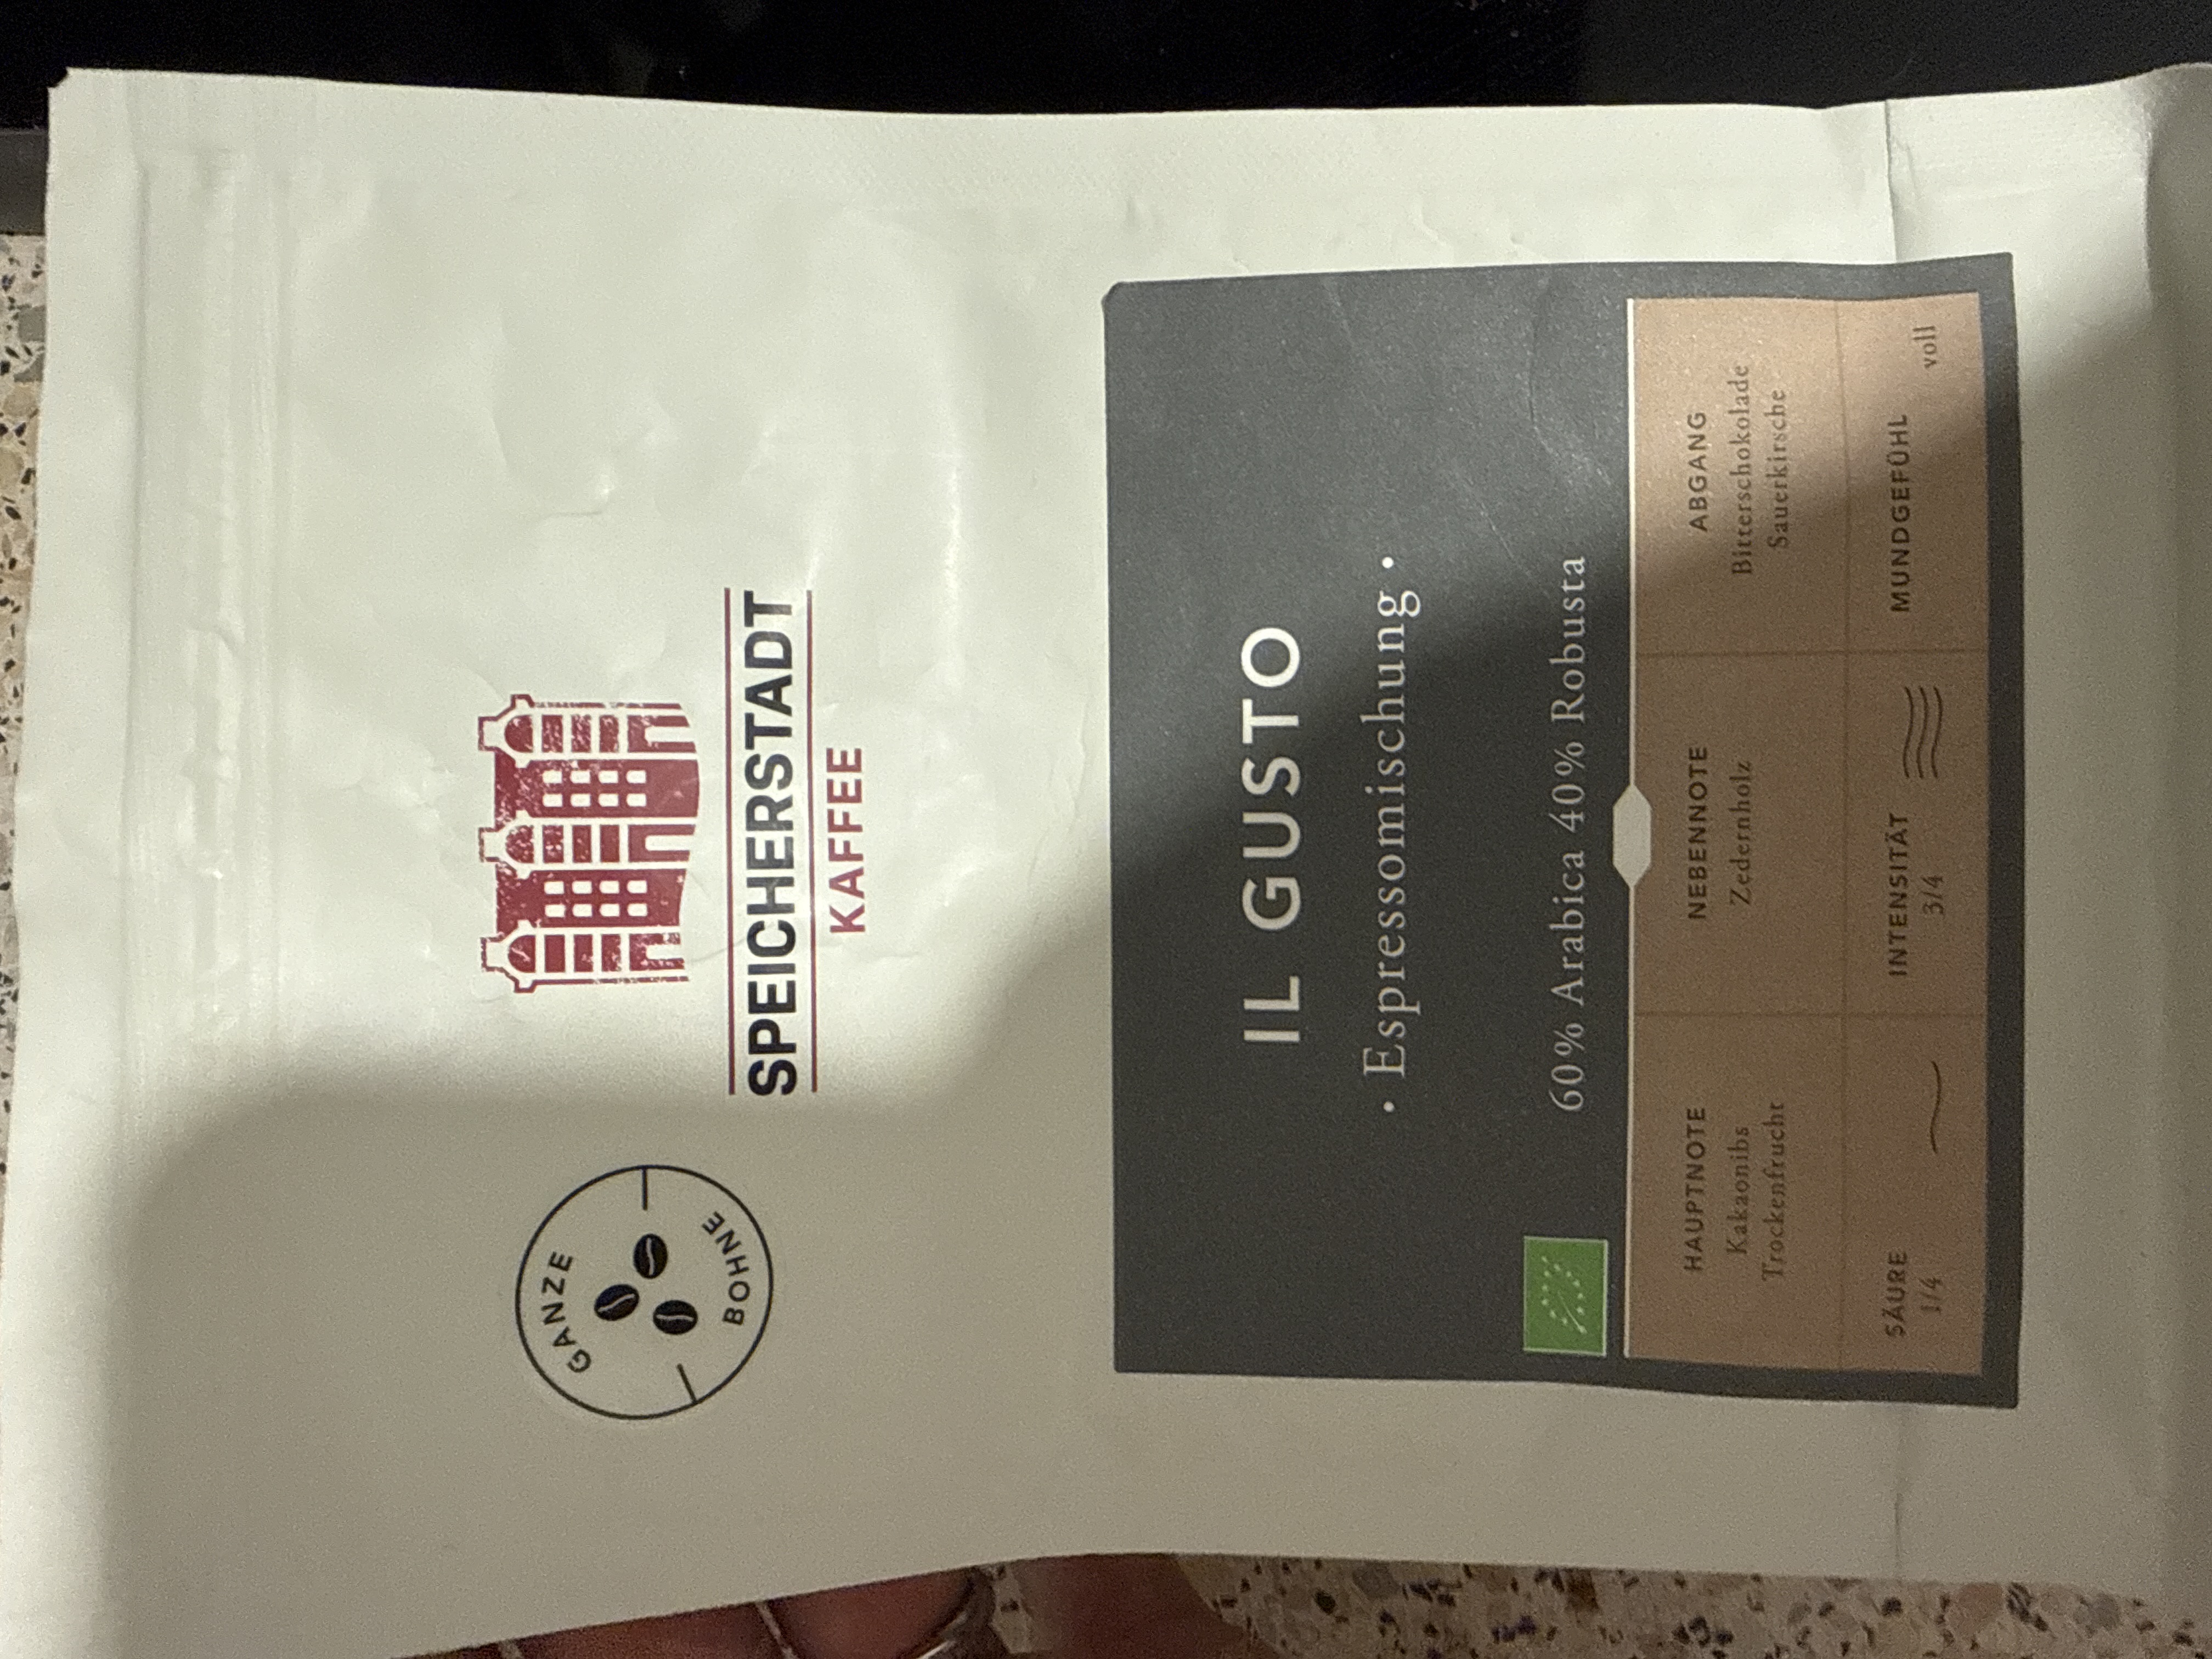 GANZE
BOHNE
SPEICHERSTADT
KAFFEE
IL GUSTO
· Espressomischung ·
60% Arabica 40% Robusta
HAUPTNOTE
Kakaonibs
Trockenfrucht
NEBENNOTE
Zedernholz
ABGANG
Bitterschokolade
Sauerkirsche
SÄURE
1/4
INTENSITÄT
3/4
MUNDGEFÜHL
voll